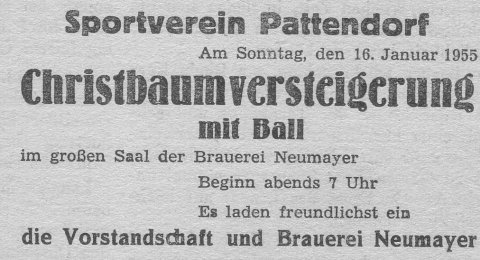 Sportverein Pattendorf
Am Sonntag, den 16. Januar 1955
Christbaumversteigerung
mit Ball
im großen Saal der Brauerei Neumayer
Beginn abends 7 Uhr
Es laden freundlichst ein
die Vorstandschaft und Brauerei Neumayer